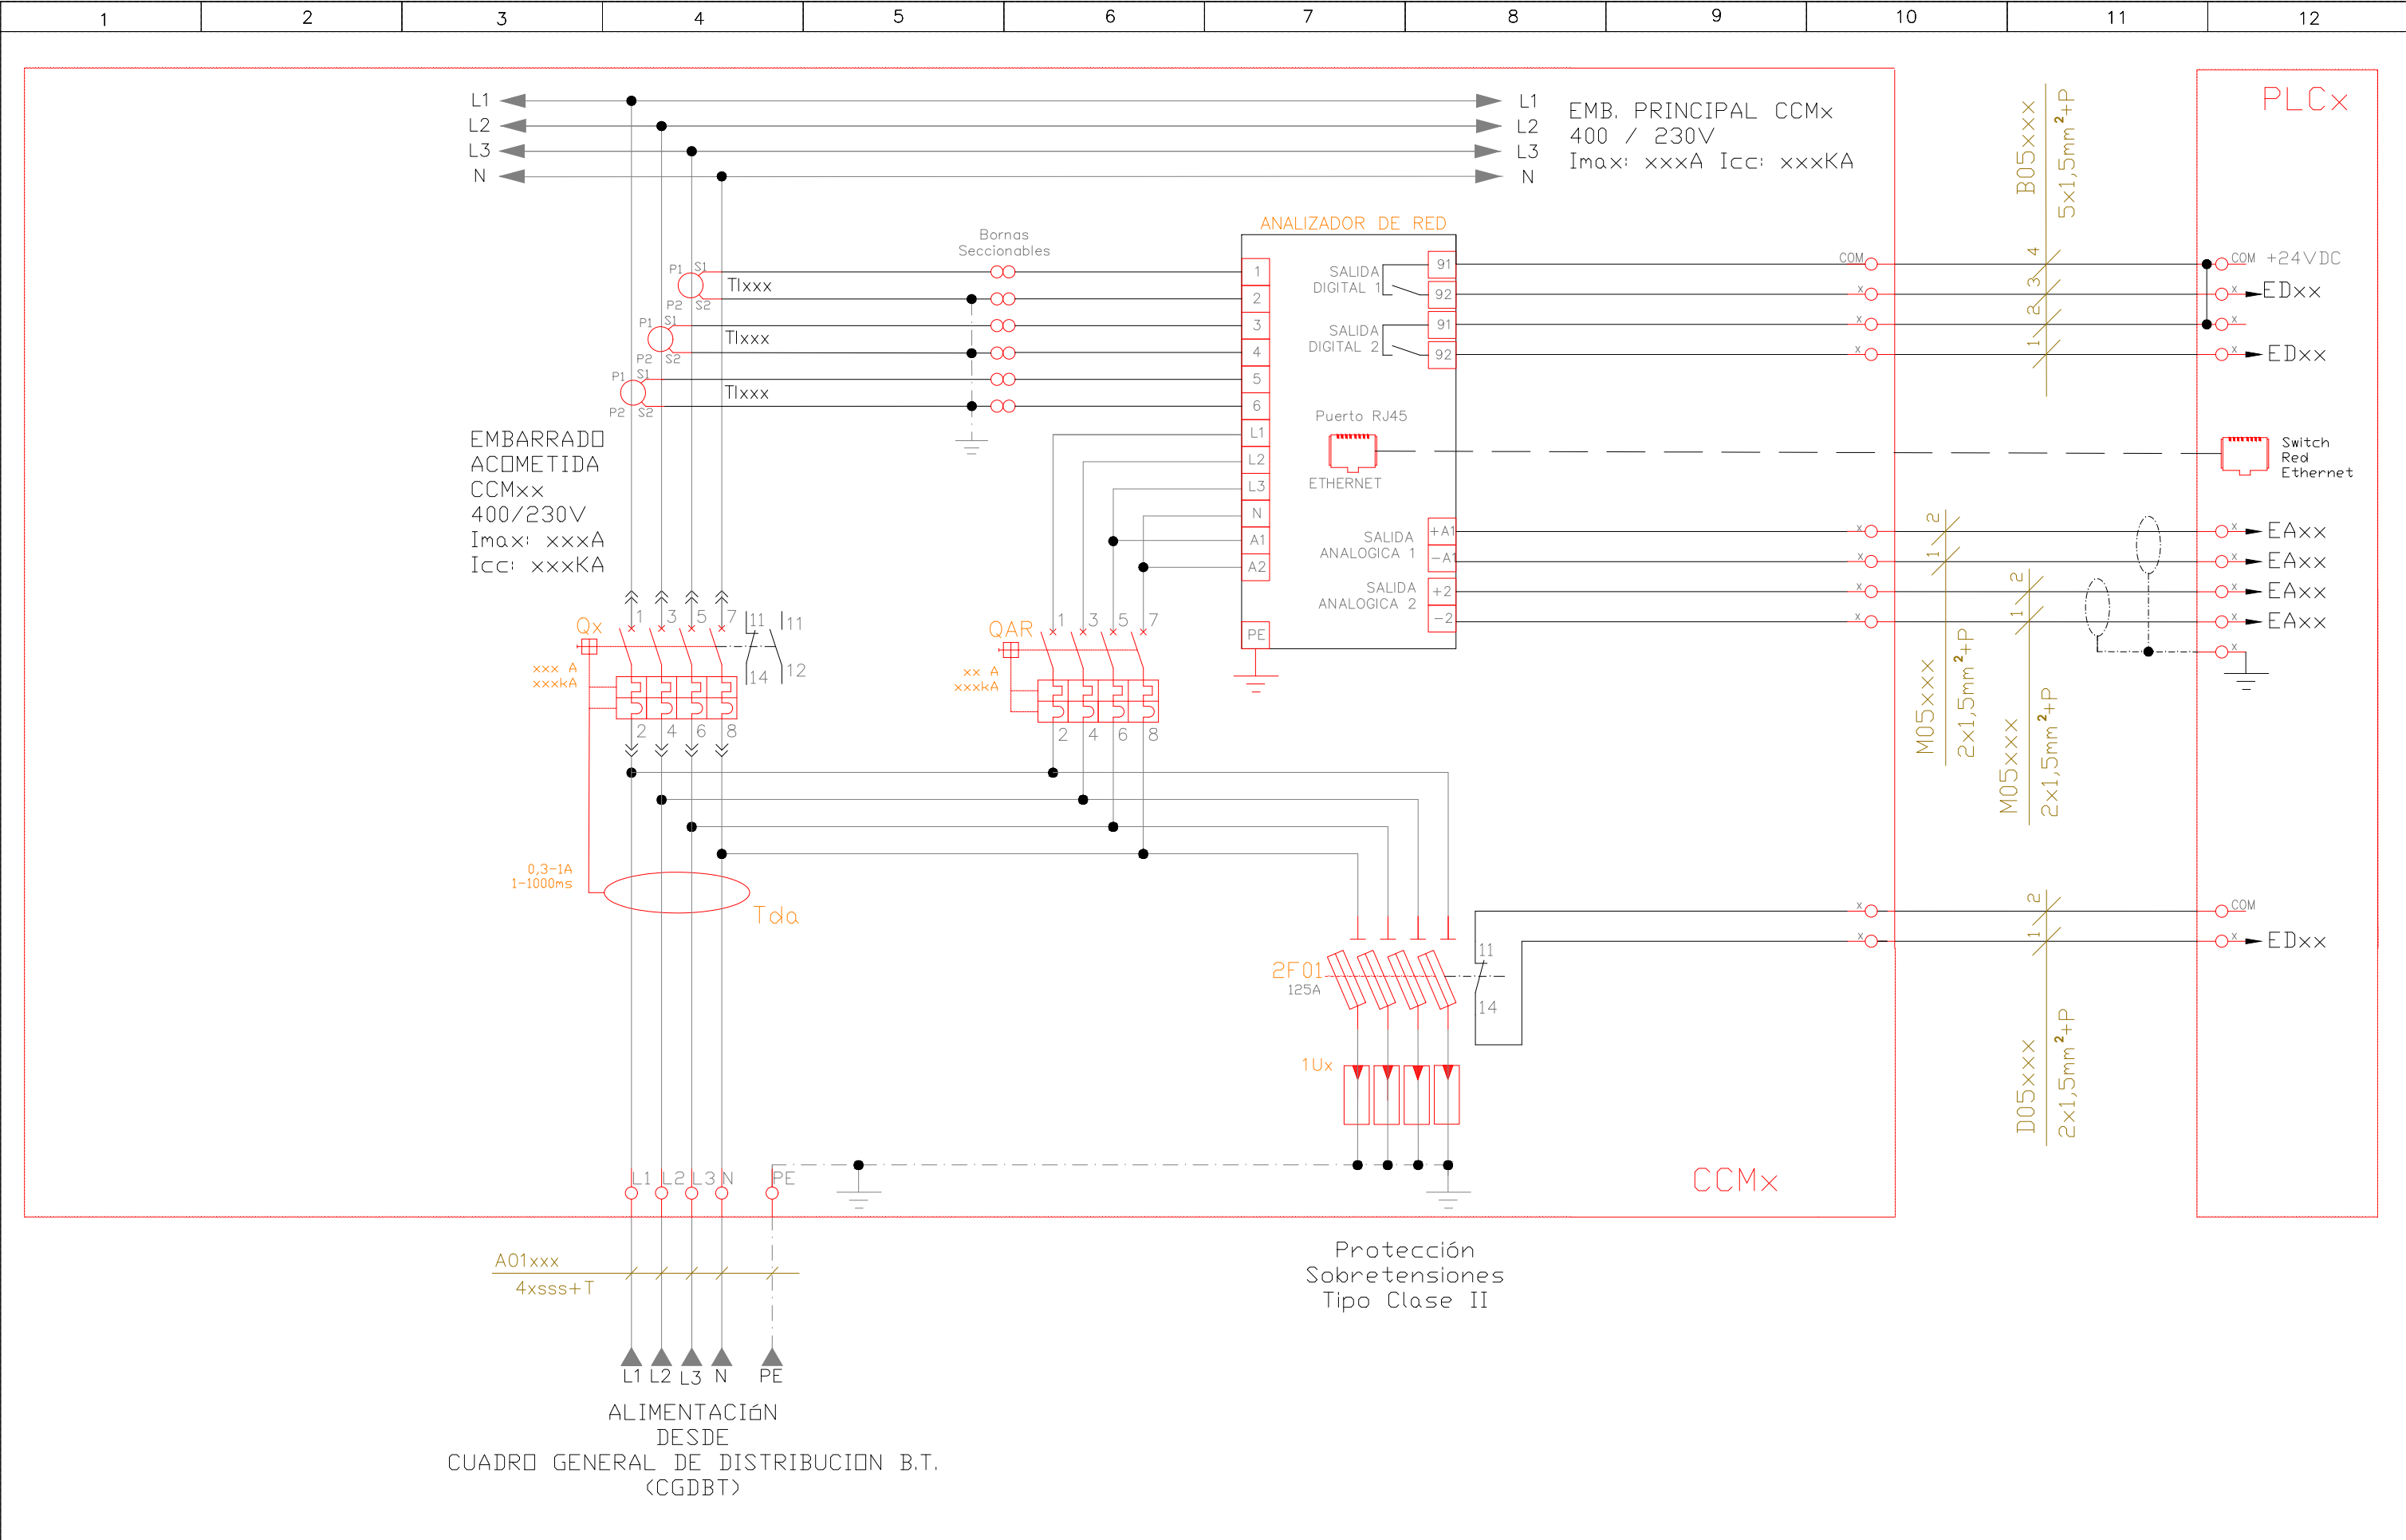 1 2 3 4 5 6 7 8 9 10 11 12
L1
L2
L3
N
L1
L2
L3
N
EMB. PRINCIPAL CCMx
400 / 230V
Imax: xxxA Icc: xxxKA
B05xxx
5x1,5mm²+P
PLCx
Bornas
Seccionables
ANALIZADOR DE RED
P1 S1
P2 S2
TIxxx
P1 S1
P2 S2
TIxxx
P1 S1
P2 S2
TIxxx
1
2
3
4
5
6
L1
L2
L3
N
A1
A2
PE
SALIDA
DIGITAL 1
91
92
SALIDA
DIGITAL 2
91
92
Puerto RJ45
ETHERNET
SALIDA
ANALOGICA 1
+A1
-A1
SALIDA
ANALOGICA 2
+2
-2
COM
x
x
x
4
3
2
1
COM +24VDC
x EDxx
x
x EDxx
Switch
Red
Ethernet
x
x
x
x
2
1
2
1
x EAxx
x EAxx
x EAxx
x EAxx
x
M05xxx
2x1,5mm²+P
M05xxx
2x1,5mm²+P
EMBARRADO
ACOMETIDA
CCMxx
400/230V
Imax: xxxA
Icc: xxxKA
Qx
xxx A
xxxkA
1 3 5 7 11 11
14 12
2 4 6 8
QAR
xx A
xxxkA
1 3 5 7
2 4 6 8
0,3-1A
1-1000ms
Tda
2F01
125A
11
14
x
x
2
1
COM
x EDxx
D05xxx
2x1,5mm²+P
1Ux
L1 L2 L3 N PE
CCMx
A01xxx
4xsss+T
Protección
Sobretensiones
Tipo Clase II
L1 L2 L3 N PE
ALIMENTACIóN
DESDE
CUADRO GENERAL DE DISTRIBUCION B.T.
(CGDBT)